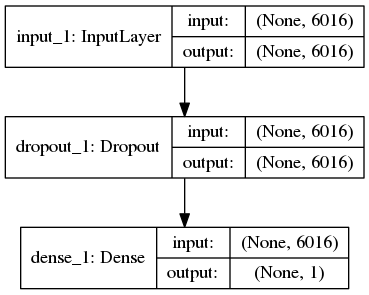 input_1: InputLayer
input: (None, 6016)
output: (None, 6016)
dropout_1: Dropout
input: (None, 6016)
output: (None, 6016)
dense_1: Dense
input: (None, 6016)
output: (None, 1)